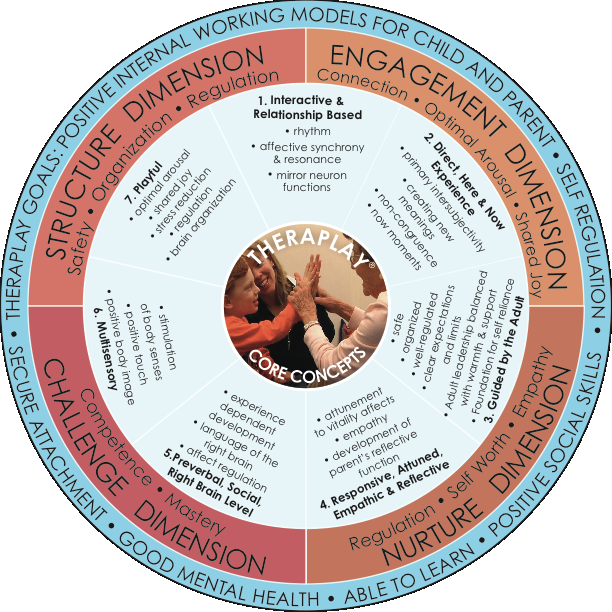 • THERAPLAY GOALS: POSITIVE INTERNAL WORKING MODELS FOR CHILD AND PARENT • SELF REGULATION • POSITIVE SOCIAL SKILLS • ABLE TO LEARN • GOOD MENTAL HEALTH • SECURE ATTACHMENT
STRUCTURE DIMENSION
Safety • Organization • Regulation
ENGAGEMENT DIMENSION
Connection • Optimal Arousal • Shared Joy
NURTURE DIMENSION
Regulation • Self Worth • Empathy
CHALLENGE DIMENSION
Competence • Mastery
1. Interactive &
Relationship Based
• rhythm
• affective synchrony
& resonance
• mirror neuron
functions
2. Direct, Here & Now
Experience
• primary intersubjectivity
• creating new
meanings
• non-congruence
• now moments
• safe
• organized
• well-regulated
• clear expectations
and limits
• Adult leadership balanced
with warmth & support
• Foundation for self reliance
3. Guided by the Adult
• attunement
to vitality affects
• empathy
• development of
parent's reflective
function
4. Responsive, Attuned,
Empathic & Reflective
• experience
dependent
development
• language of the
right brain
• affect regulation
5.Preverbal, Social,
Right Brain Level
• stimulation
of body senses
• positive touch
• positive body image
6. Multisensory
7. Playful
• optimal arousal
• shared joy
• stress reduction
• regulation
• brain organization
THERAPLAY®
CORE CONCEPTS